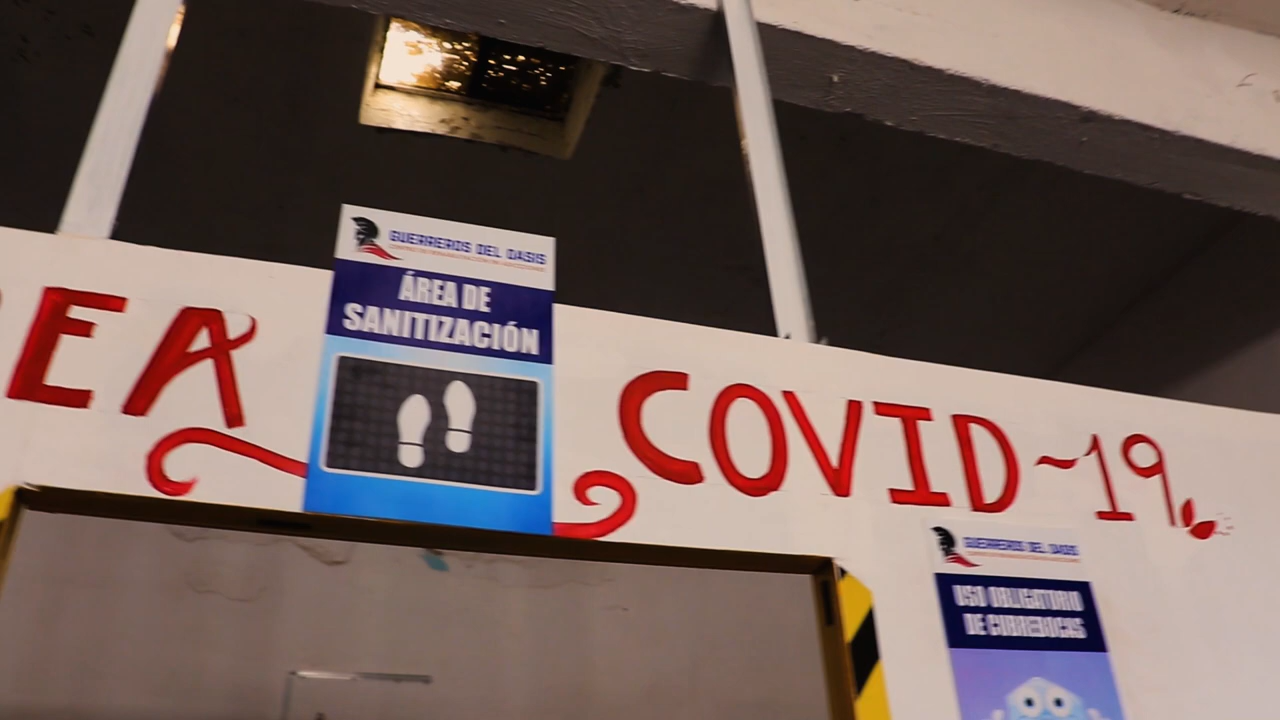 EA COVID~19
GUERREROS DEL OASIS
ÁREA DE
SANITIZACIÓN
GUERREROS DEL OASIS
USO OBLIGATORIO
DE CUBREBOCAS